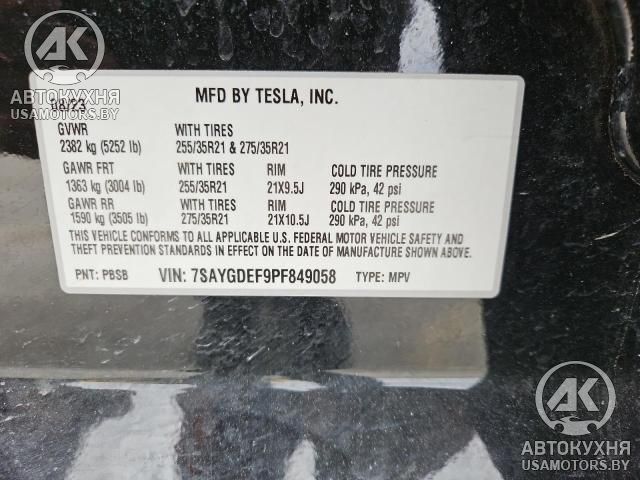 AK
АВТОКУХНЯ
USAMOTORS.BY
08/23
MFD BY TESLA, INC.
GVWR WITH TIRES
2382 kg (5252 lb) 255/35R21 & 275/35R21
GAWR FRT WITH TIRES RIM COLD TIRE PRESSURE
1363 kg (3004 lb) 255/35R21 21X9.5J 290 kPa, 42 psi
GAWR RR WITH TIRES RIM COLD TIRE PRESSURE
1590 kg (3505 lb) 275/35R21 21X10.5J 290 kPa, 42 psi
THIS VEHICLE CONFORMS TO ALL APPLICABLE U.S. FEDERAL MOTOR VEHICLE SAFETY AND
THEFT PREVENTION STANDARDS IN EFFECT ON THE DATE OF MANUFACTURE SHOWN ABOVE.
PNT: PBSB VIN: 7SAYGDEF9PF849058 TYPE: MPV
AK
АВТОКУХНЯ
USAMOTORS.BY